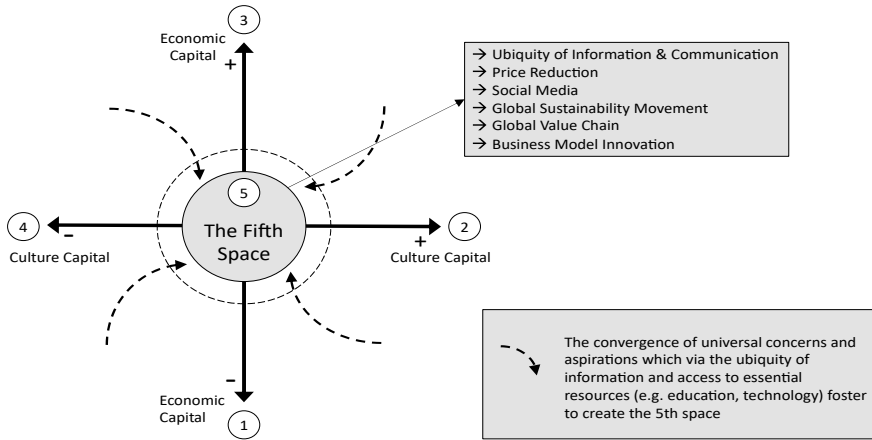 3
Economic
Capital
+
→ Ubiquity of Information & Communication
→ Price Reduction
→ Social Media
→ Global Sustainability Movement
→ Global Value Chain
→ Business Model Innovation
5
The Fifth
Space
4
-
Culture Capital
2
+
Culture Capital
-
Economic
Capital
1
The convergence of universal concerns and
aspirations which via the ubiquity of
information and access to essential
resources (e.g. education, technology) foster
to create the 5th space